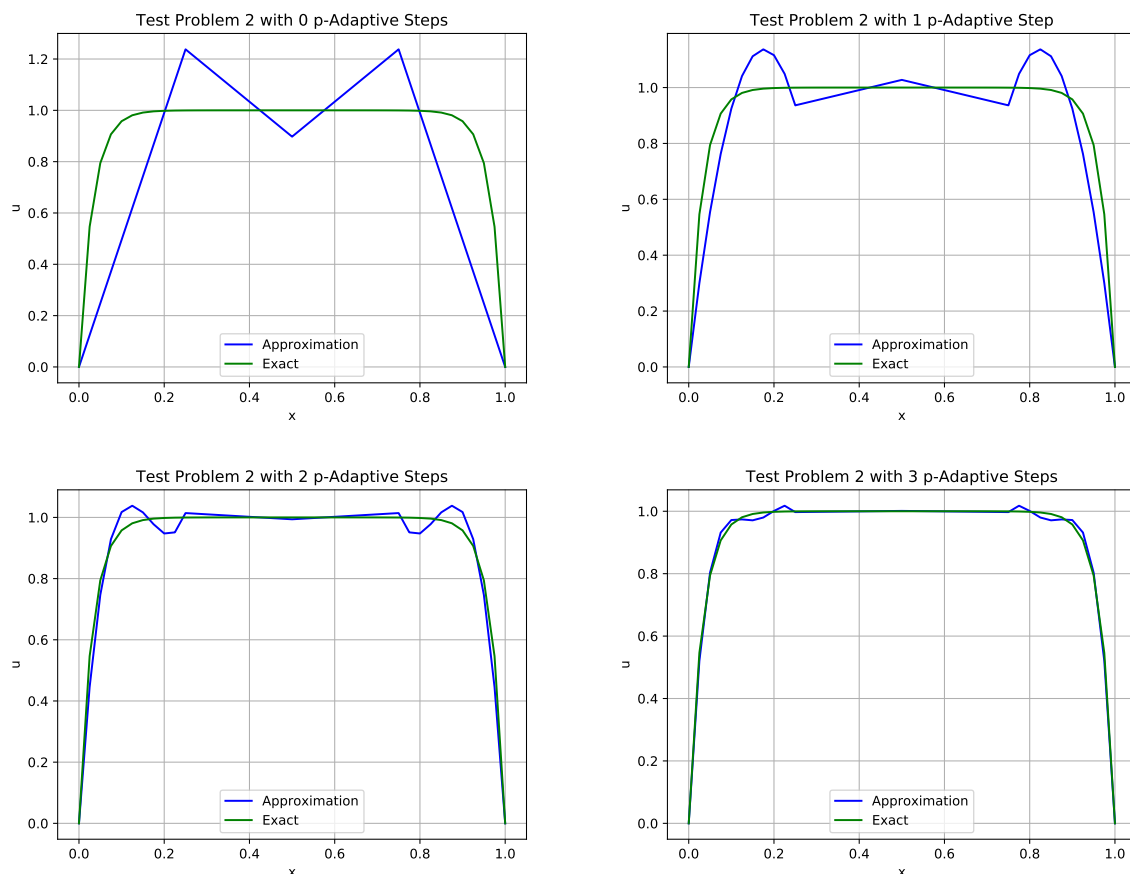 Test Problem 2 with 0 p-Adaptive Steps
1.2
1.0
0.8
0.6
0.4
0.2
0.0
u
Approximation
Exact
0.0 0.2 0.4 0.6 0.8 1.0
x
Test Problem 2 with 1 p-Adaptive Step
1.0
0.8
0.6
0.4
0.2
0.0
u
Approximation
Exact
0.0 0.2 0.4 0.6 0.8 1.0
x
Test Problem 2 with 2 p-Adaptive Steps
1.0
0.8
0.6
0.4
0.2
0.0
u
Approximation
Exact
0.0 0.2 0.4 0.6 0.8 1.0
x
Test Problem 2 with 3 p-Adaptive Steps
1.0
0.8
0.6
0.4
0.2
0.0
u
Approximation
Exact
0.0 0.2 0.4 0.6 0.8 1.0
x